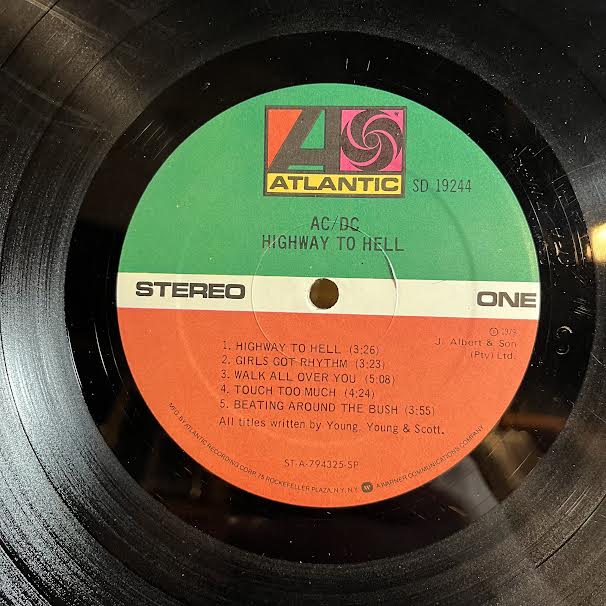 ATLANTIC
SD 19244
AC/DC
HIGHWAY TO HELL
STEREO
ONE
℗ 1979
J. Albert & Son
(Pty) Ltd.
1. HIGHWAY TO HELL (3:26)
2. GIRLS GOT RHYTHM (3:23)
3. WALK ALL OVER YOU (5:08)
4. TOUCH TOO MUCH (4:24)
5. BEATING AROUND THE BUSH (3:55)
All titles written by Young, Young & Scott.
ST-A-794325-SP
MFG. BY ATLANTIC RECORDING CORP. 75 ROCKEFELLER PLAZA, N.Y. N.Y. W A WARNER COMMUNICATIONS COMPANY